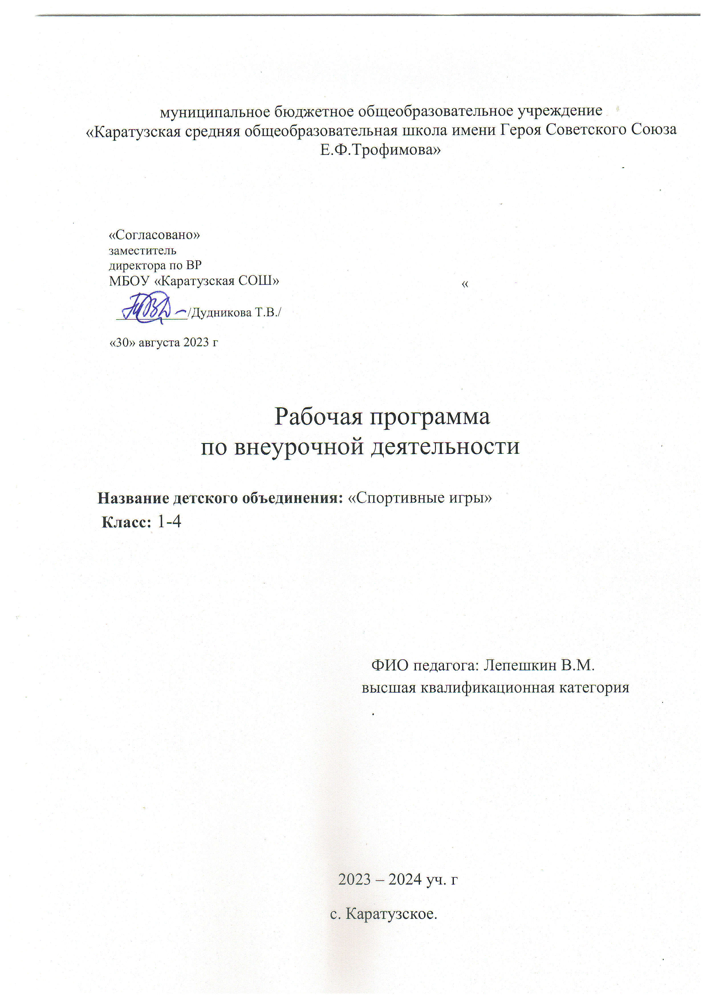 муниципальное бюджетное общеобразовательное учреждение
«Каратузская средняя общеобразовательная школа имени Героя Советского Союза
Е.Ф.Трофимова»
«Согласовано»
заместитель
директора по ВР
МБОУ «Каратузская СОШ»
«
/Дудникова Т.В./
«30» августа 2023 г
Рабочая программа
по внеурочной деятельности
Название детского объединения: «Спортивные игры»
Класс: 1-4
ФИО педагога: Лепешкин В.М.
высшая квалификационная категория
.
2023 – 2024 уч. г
с. Каратузское.